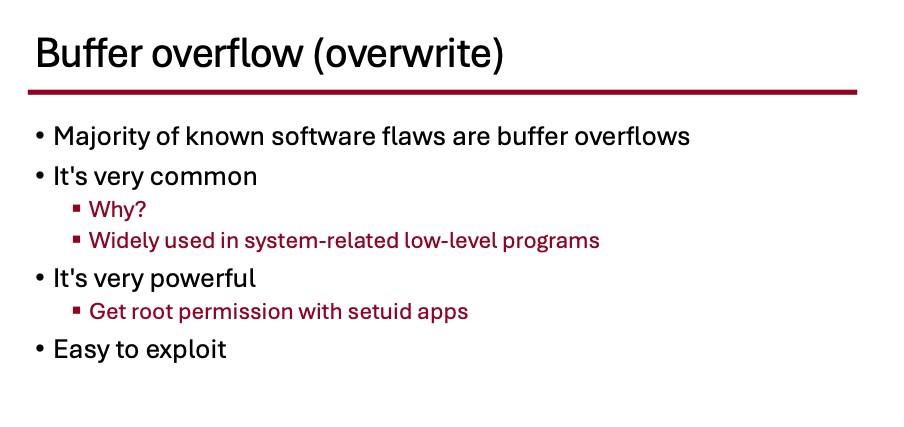 Buffer overflow (overwrite)
• Majority of known software flaws are buffer overflows
• It's very common
▪ Why?
▪ Widely used in system-related low-level programs
• It's very powerful
▪ Get root permission with setuid apps
• Easy to exploit